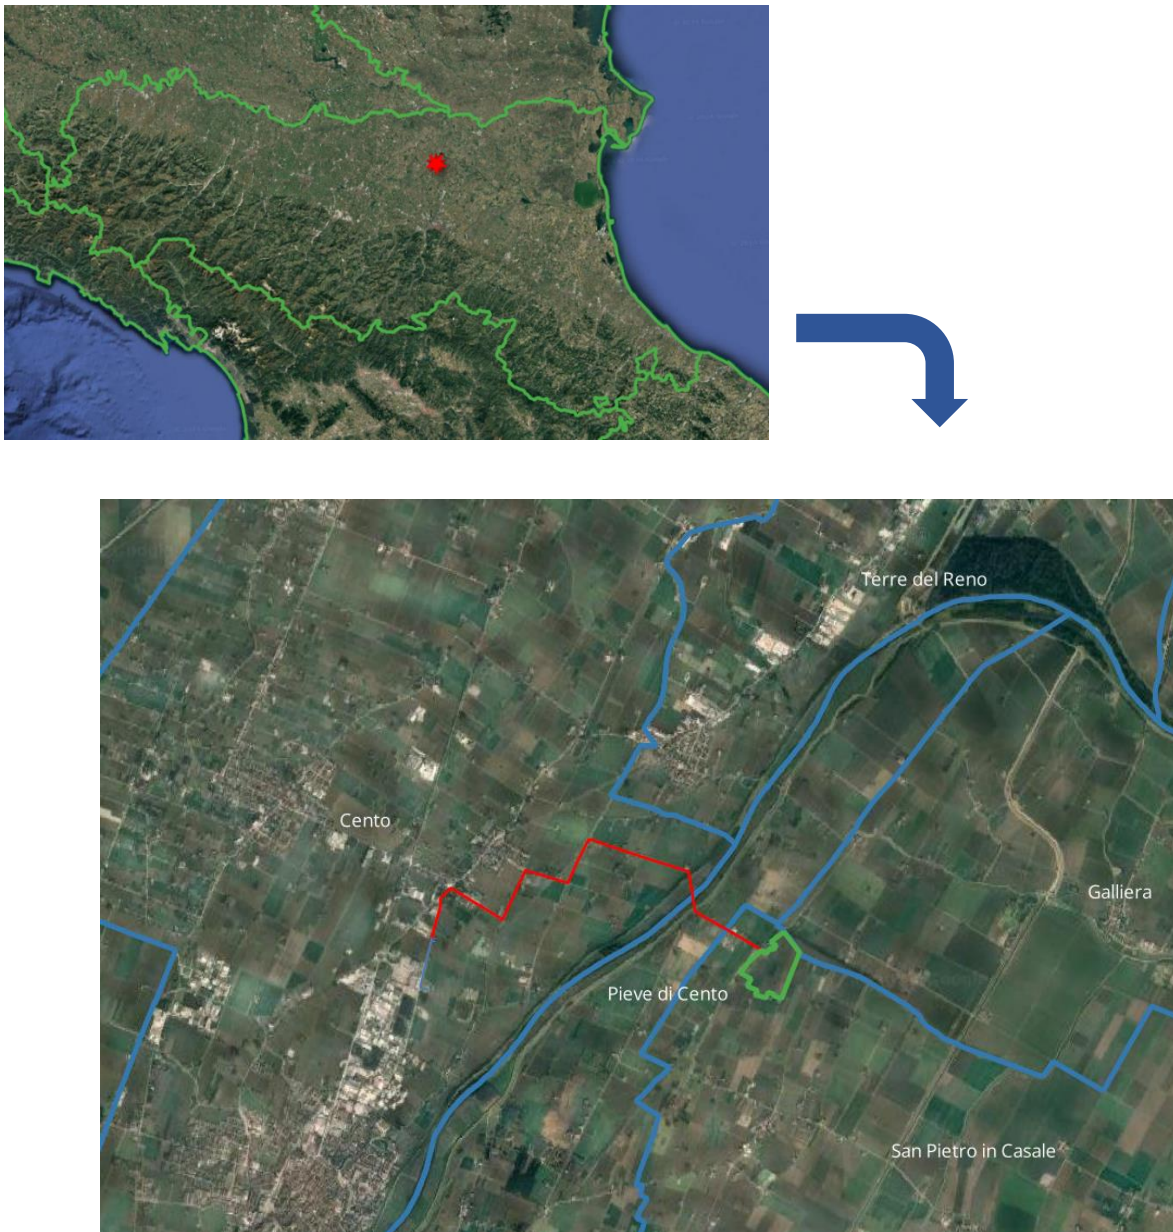 Terre del Reno
Cento
Galliera
Pieve di Cento
San Pietro in Casale